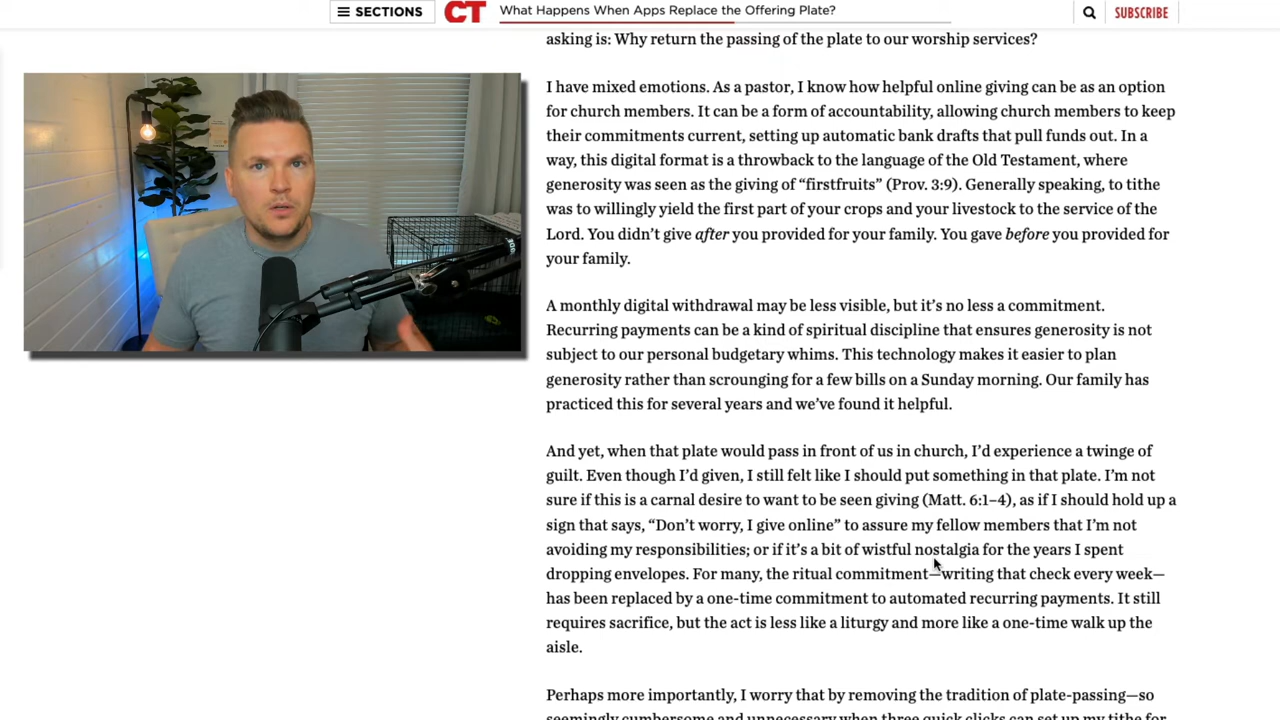 SECTIONS
CT
What Happens When Apps Replace the Offering Plate?
SUBSCRIBE
asking is: Why return the passing of the plate to our worship services?
I have mixed emotions. As a pastor, I know how helpful online giving can be as an option
for church members. It can be a form of accountability, allowing church members to keep
their commitments current, setting up automatic bank drafts that pull funds out. In a
way, this digital format is a throwback to the language of the Old Testament, where
generosity was seen as the giving of “firstfruits” (Prov. 3:9). Generally speaking, to tithe
was to willingly yield the first part of your crops and your livestock to the service of the
Lord. You didn’t give after you provided for your family. You gave before you provided for
your family.
A monthly digital withdrawal may be less visible, but it’s no less a commitment.
Recurring payments can be a kind of spiritual discipline that ensures generosity is not
subject to our personal budgetary whims. This technology makes it easier to plan
generosity rather than scrounging for a few bills on a Sunday morning. Our family has
practiced this for several years and we’ve found it helpful.
And yet, when that plate would pass in front of us in church, I’d experience a twinge of
guilt. Even though I’d given, I still felt like I should put something in that plate. I’m not
sure if this is a carnal desire to want to be seen giving (Matt. 6:1–4), as if I should hold up a
sign that says, “Don’t worry, I give online” to assure my fellow members that I’m not
avoiding my responsibilities; or if it’s a bit of wistful nostalgia for the years I spent
dropping envelopes. For many, the ritual commitment—writing that check every week—
has been replaced by a one-time commitment to automated recurring payments. It still
requires sacrifice, but the act is less like a liturgy and more like a one-time walk up the
aisle.
Perhaps more importantly, I worry that by removing the tradition of plate-passing—so
seemingly cumbersome and unnecessary when three quick clicks can set up my tithe for